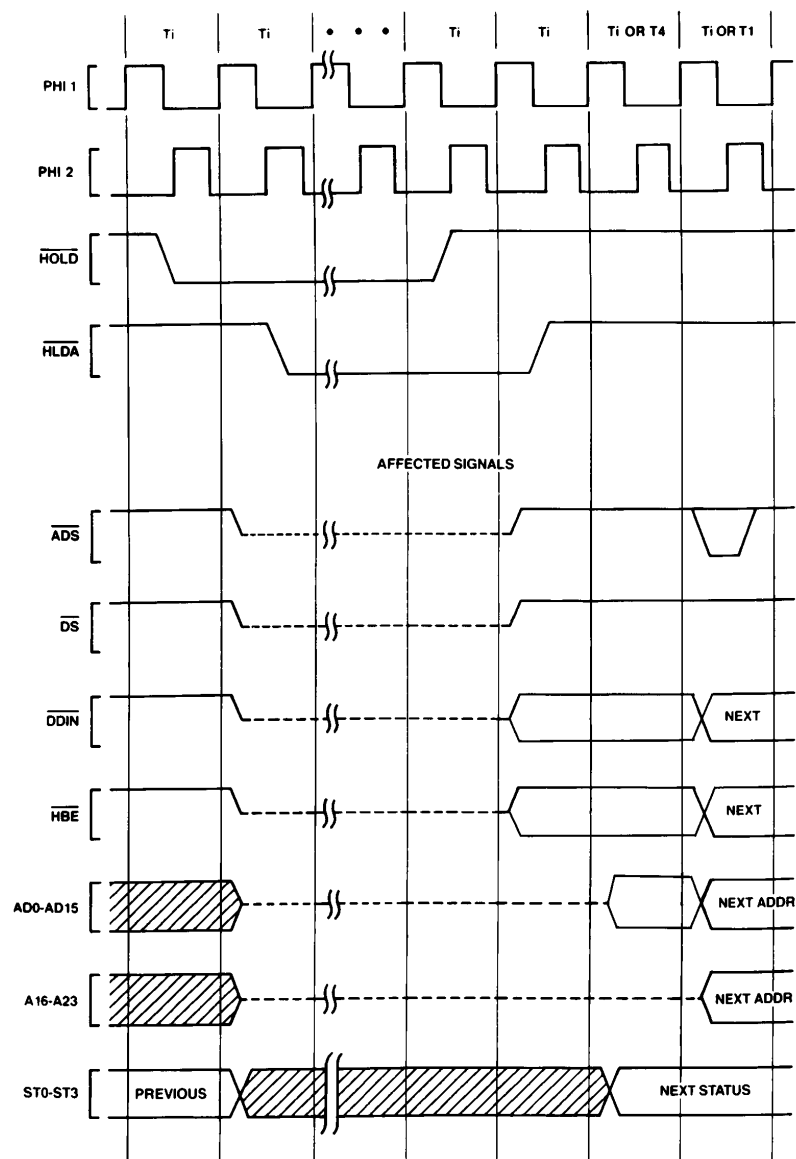 Ti Ti • • • Ti Ti Ti OR T4 Ti OR T1
PHI 1
PHI 2
HOLD
HLDA
AFFECTED SIGNALS
ADS
DS
DDIN NEXT
HBE NEXT
AD0-AD15 NEXT ADDR
A16-A23 NEXT ADDR
ST0-ST3 PREVIOUS NEXT STATUS